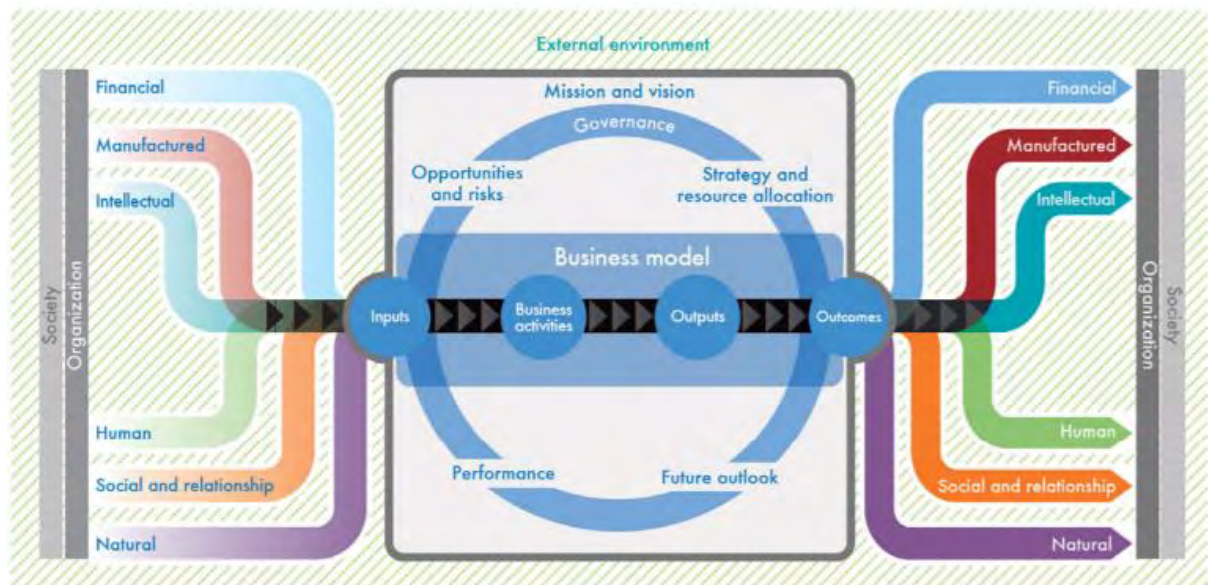 External environment
Society
Organization
Financial
Manufactured
Intellectual
Human
Social and relationship
Natural
Mission and vision
Governance
Opportunities
and risks
Strategy and
resource allocation
Business model
Inputs
Business
activities
Outputs
Outcomes
Performance
Future outlook
Financial
Manufactured
Intellectual
Human
Social and relationship
Natural
Organization
Society